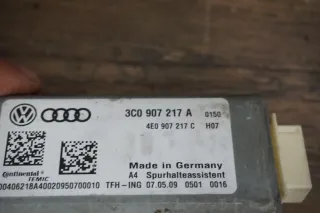 3C0 907 217 A 0150
4E0 907 217 C H07
Made in Germany
Continental
TEMIC
A4 Spurhalteassistent
00406218A40020950700010 TFH-ING 07.05.09 0501 0016